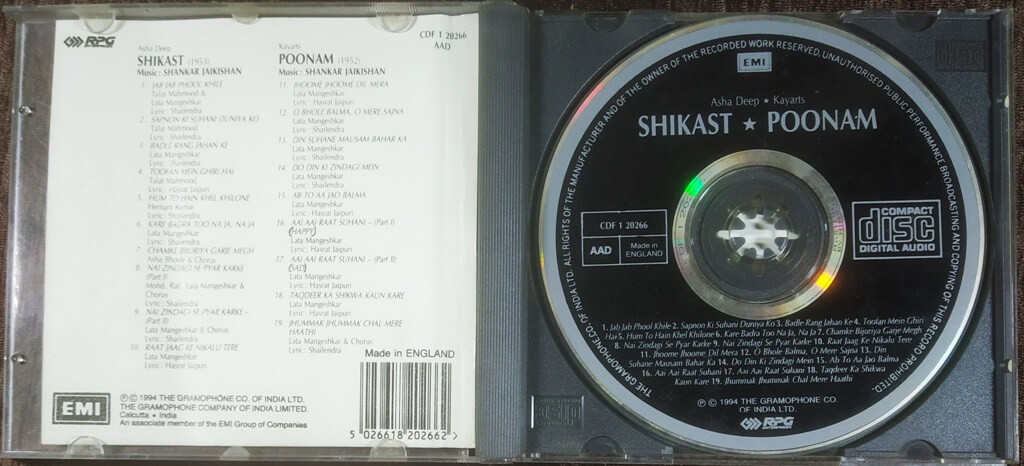 RPG
CDF 1 20266
AAD
Asha Deep
SHIKAST (1953)
Music: SHANKAR JAIKISHAN
1. JAB JAB PHOOL KHILE
Talat Mahmood &
Lata Mangeshkar
Lyric: Shailendra
2. SAPNON KI SUHANI DUNIYA KO
Talat Mahmood
Lyric: Shailendra
3. BADLE RANG JAHAN KE
Lata Mangeshkar
Lyric: Shailendra
4. TOOFAN MEIN GHIRI HAI
Talat Mahmood
Lyric: Hasrat Jaipuri
5. HUM TO HAIN KHEL KHILONE
Hemant Kumar
Lyric: Shailendra
6. KARE BADRA TOO NA JA, NA JA
Lata Mangeshkar
Lyric: Shailendra
7. CHAMKE BIJURIYA GARJE MEGH
Asha Bhosle & Chorus
Lyric: Shailendra
8. NAI ZINDAGI SE PYAR KARKE
(Part I)
Mohd. Rafi, Lata Mangeshkar &
Chorus
Lyric: Shailendra
9. NAI ZINDAGI SE PYAR KARKE –
(Part II)
Lata Mangeshkar & Chorus
Lyric: Shailendra
10. RAAT JAAG KE NIKALU TERE
Lata Mangeshkar
Lyric: Hasrat Jaipuri
Kayarts
POONAM (1952)
Music: SHANKAR JAIKISHAN
11. JHOOME JHOOME DIL MERA
Lata Mangeshkar
Lyric: Hasrat Jaipuri
12. O BHOLE BALMA, O MERE SAJNA
Lata Mangeshkar
Lyric: Hasrat Jaipuri
13. DIN SUHANE MAUSAM BAHAR KA
Lata Mangeshkar
Lyric: Shailendra
14. DO DIN KI ZINDAGI MEIN
Lata Mangeshkar
Lyric: Shailendra
15. AB TO AA JAO BALMA
Lata Mangeshkar
Lyric: Hasrat Jaipuri
16. AAI AAI RAAT SUHANI – (Part I)
(HAPPY)
Lata Mangeshkar
Lyric: Hasrat Jaipuri
17. AAI AAI RAAT SUHANI – (Part II)
(SAD)
Lata Mangeshkar
Lyric: Hasrat Jaipuri
18. TAQDEER KA SHIKWA KAUN KARE
Lata Mangeshkar
Lyric: Hasrat Jaipuri
19. JHUMMAK JHUMMAK CHAL MERE
HAATHI
Lata Mangeshkar & Chorus
Lyric: Shailendra
Made in ENGLAND
5 026618 202662 >
EMI
Ⓟ © 1994 THE GRAMOPHONE CO. OF INDIA LTD.
THE GRAMOPHONE COMPANY OF INDIA LIMITED.
Calcutta • India
An associate member of the EMI Group of Companies
THE GRAMOPHONE CO. OF INDIA LTD. ALL RIGHTS OF THE MANUFACTURER AND OF THE OWNER OF THE RECORDED WORK RESERVED. UNAUTHORISED PUBLIC PERFORMANCE BROADCASTING AND COPYING OF THIS RECORD PROHIBITED.
EMI
Asha Deep ★ Kayarts
SHIKAST ★ POONAM
CDF 1 20266
AAD
Made in
ENGLAND
COMPACT
disc
DIGITAL AUDIO
1. Jab Jab Phool Khile 2. Sapnon Ki Suhani Duniya Ko 3. Badle Rang Jahan Ke 4. Toofan Mein Ghiri
Hai 5. Hum To Hain Khel Khilone 6. Kare Badra Too Na Ja, Na Ja 7. Chamke Bijuriya Garje Megh
8. Nai Zindagi Se Pyar Karke 9. Nai Zindagi Se Pyar Karke 10. Raat Jaag Ke Nikalu Tere
11. Jhoome Jhoome Dil Mera 12. O Bhole Balma, O Mere Sajna 13. Din
Suhane Mausam Bahar Ka 14. Do Din Ki Zindagi Mein 15. Ab To Aa Jao Balma
16. Aai Aai Raat Suhani 17. Aai Aai Raat Suhani 18. Taqdeer Ka Shikwa
Kaun Kare 19. Jhummak Jhummak Chal Mere Haathi
Ⓟ © 1994 THE GRAMOPHONE CO.
OF INDIA LTD.
RPG